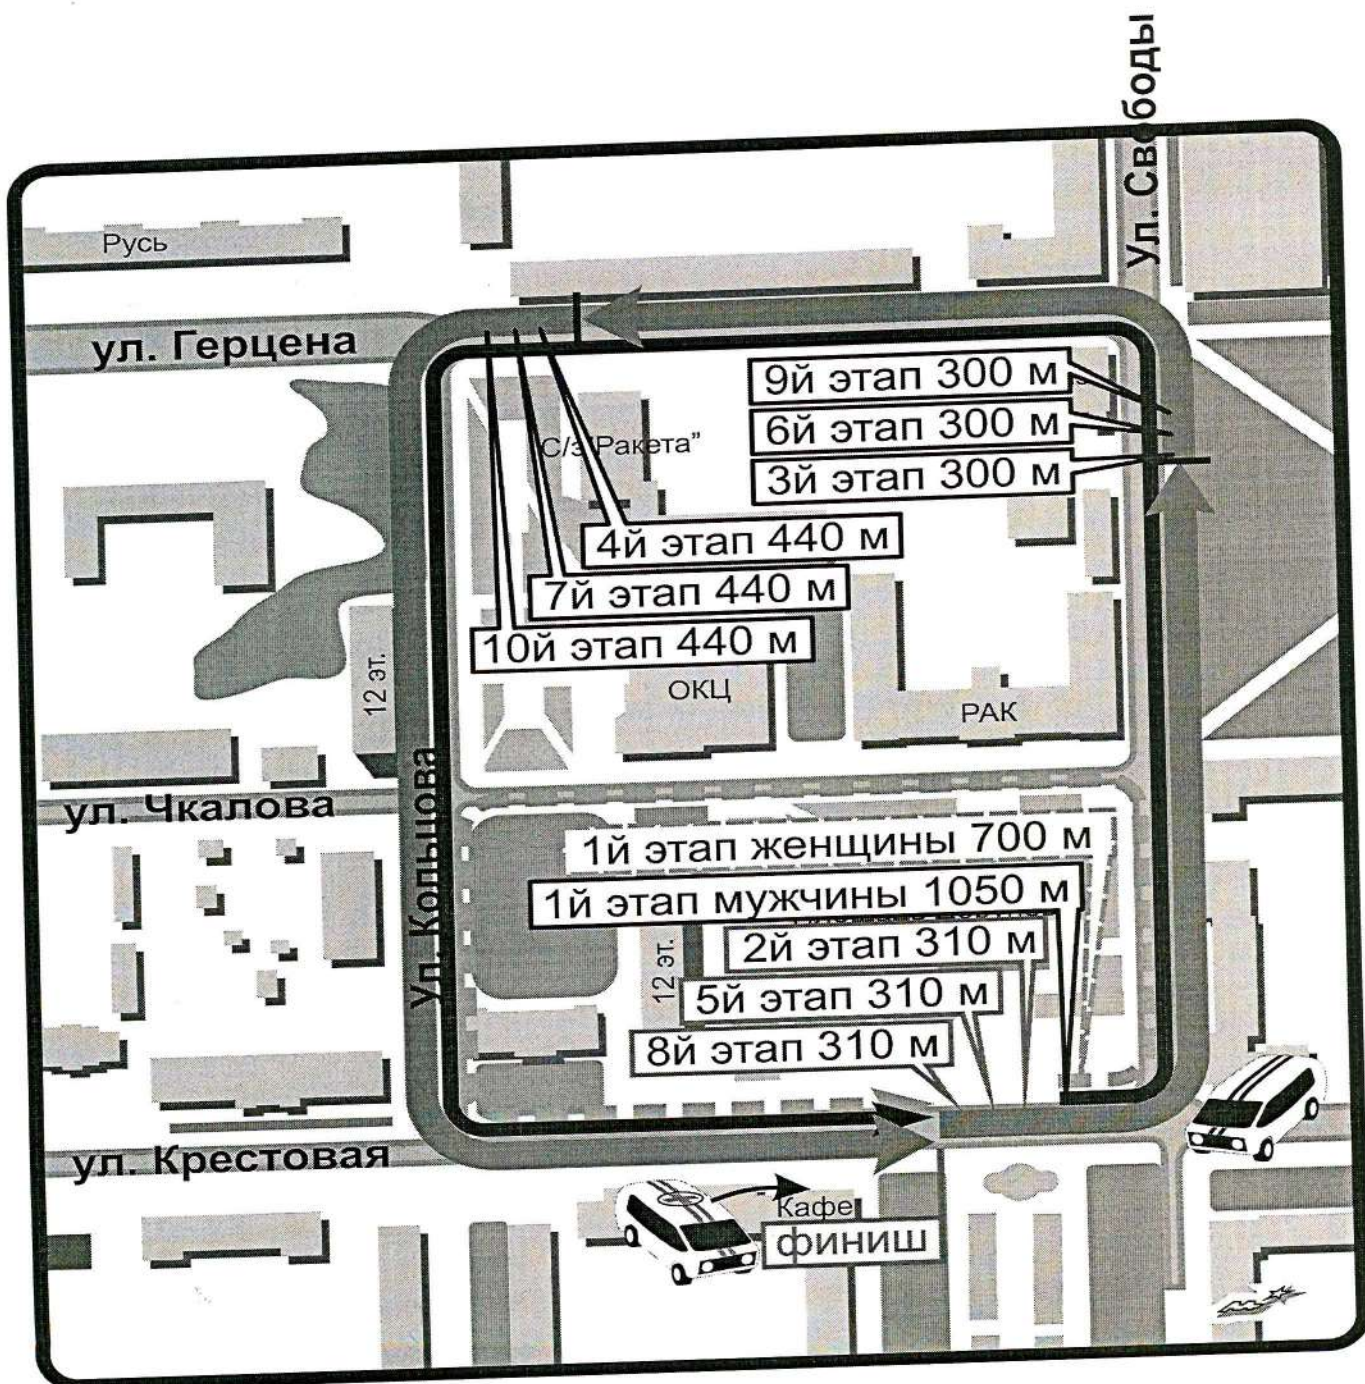 Ул. Свободы
Русь
ул. Герцена
9й этап 300 м
6й этап 300 м
С/з"Ракета”
3й этап 300 м
4й этап 440 м
7й этап 440 м
10й этап 440 м
12 эт.
ОКЦ
РАК
ул. Чкалова
Ул. Кольцова
1й этап женщины 700 м
1й этап мужчины 1050 м
2й этап 310 м
12 эт.
5й этап 310 м
8й этап 310 м
ул. Крестовая
Кафе
финиш